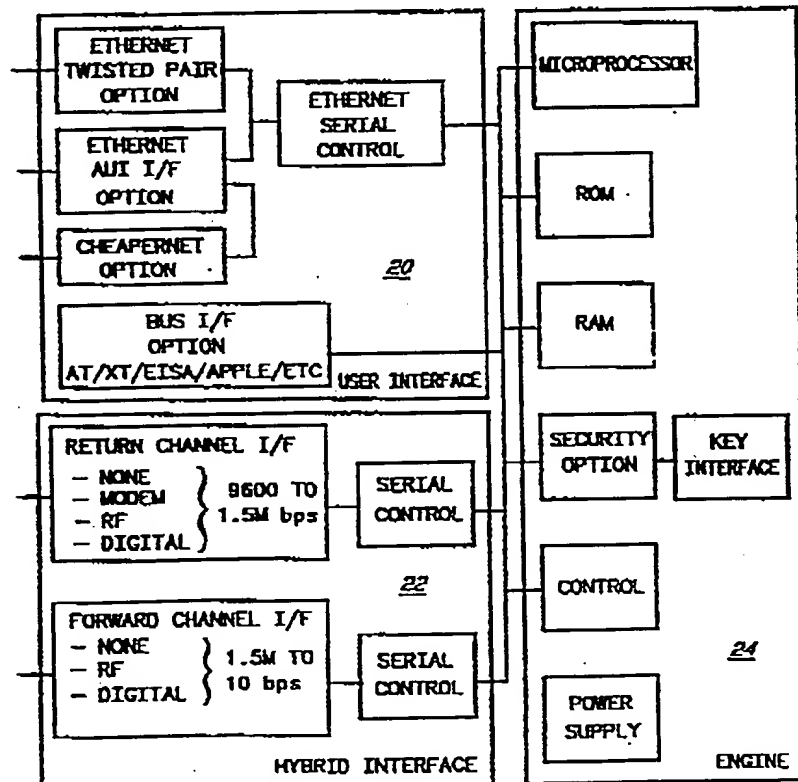 ETHERNET
TWISTED PAIR
OPTION
ETHERNET
AUI I/F
OPTION
CHEAPERNET
OPTION
ETHERNET
SERIAL
CONTROL
20
BUS I/F
OPTION
AT/XT/EISA/APPLE/ETC
USER INTERFACE
RETURN CHANNEL I/F
- NONE
- MODEM
- RF
- DIGITAL
9600 TO
1.5M bps
SERIAL
CONTROL
22
FORWARD CHANNEL I/F
- NONE
- RF
- DIGITAL
1.5M TO
10 bps
SERIAL
CONTROL
HYBRID INTERFACE
MICROPROCESSOR
ROM
RAM
SECURITY
OPTION
KEY
INTERFACE
CONTROL
24
POWER
SUPPLY
ENGINE